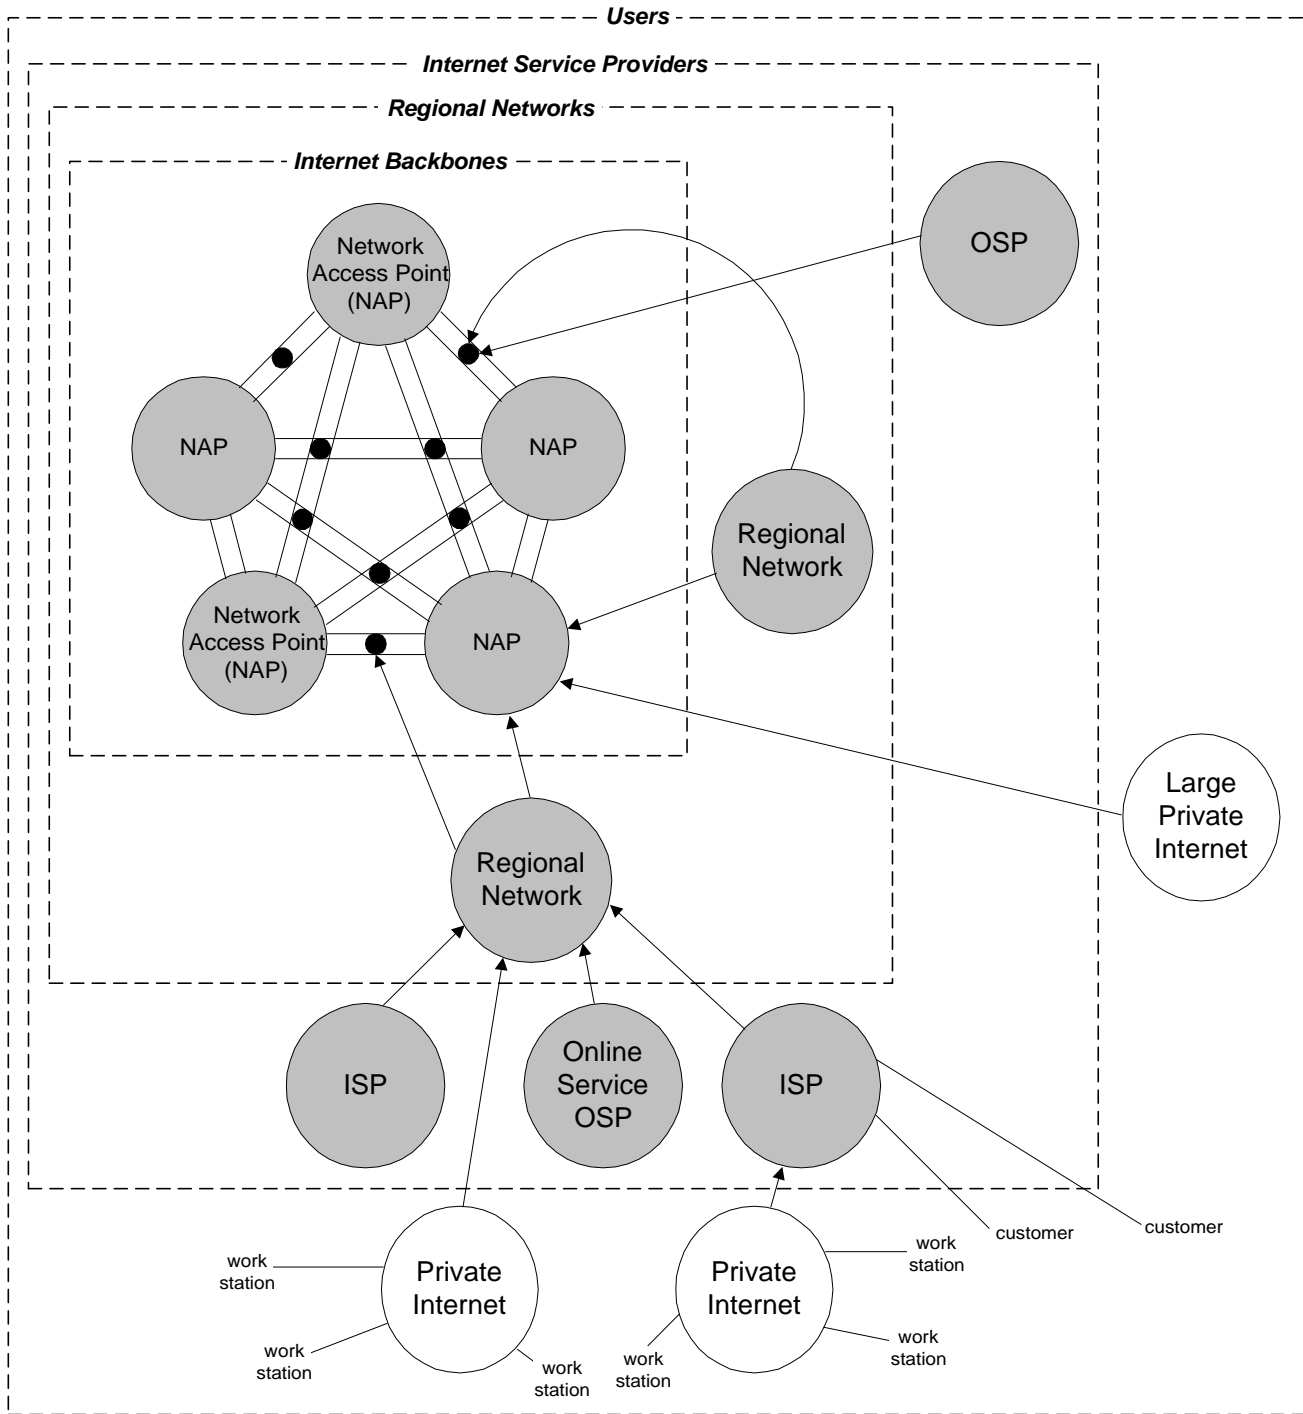 Users
Internet Service Providers
Regional Networks
Internet Backbones
Network
Access Point
(NAP)
OSP
NAP
NAP
Regional
Network
Network
Access Point
(NAP)
NAP
Large
Private
Internet
Regional
Network
ISP
Online
Service
OSP
ISP
customer
customer
work
station
Private
Internet
work
station
work
station
Private
Internet
work
station
work
station
work
station